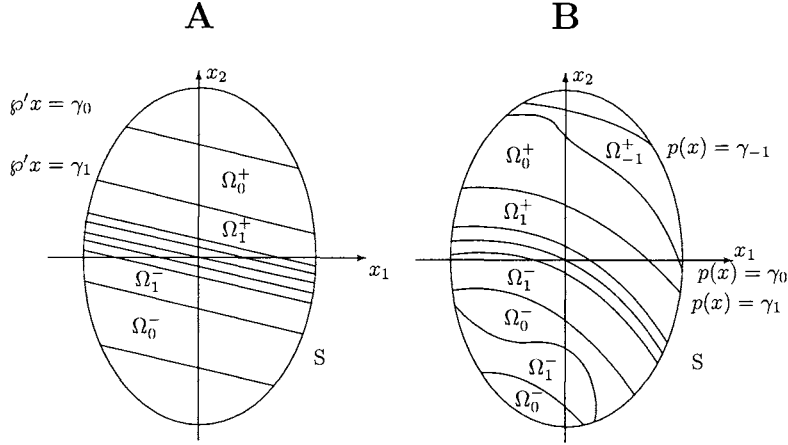 A
B
x₂
x₂
℘′x = γ₀
p(x) = γ₋₁
Ω₋₁⁺
Ω₀⁺
℘′x = γ₁
Ω₀⁺
Ω₁⁺
Ω₁⁺
x₁
x₁
p(x) = γ₀
Ω₁⁻
Ω₁⁻
p(x) = γ₁
Ω₀⁻
Ω₀⁻
S
S
Ω₁⁻
Ω₀⁻